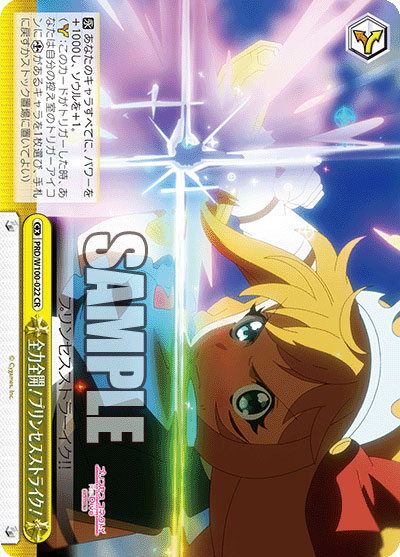 永 あなたのキャラすべてに、パワーを
+1000し、ソウルを+1。
(:このカードがトリガーした時、あ
なたは自分の控え室のトリガーアイコ
ンにがあるキャラを1枚選び、手札
に戻すかストック置場に置いてよい)
SAMPLE
プリンセスストラーイク!!
CX
PRD/W100-022 CR
全力全開!プリンセスストライク!
© Cygames, Inc.